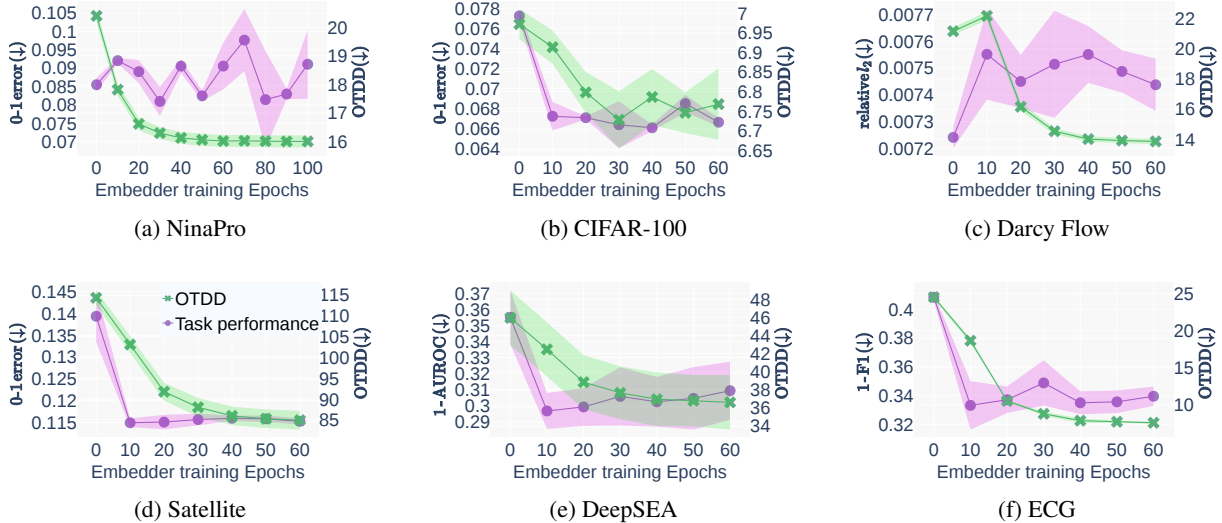 0.105
0.1
0.095
0.09
0.085
0.08
0.075
0.07
0-1 error(↓)
20
19
18
17
16
OTDD(↓)
0 20 40 60 80 100
Embedder training Epochs
(a) NinaPro
0.078
0.076
0.074
0.072
0.07
0.068
0.066
0.064
0-1 error(↓)
7
6.95
6.9
6.85
6.8
6.75
6.7
6.65
OTDD(↓)
0 10 20 30 40 50 60
Embedder training Epochs
(b) CIFAR-100
0.0077
0.0076
0.0075
0.0074
0.0073
0.0072
relative l₂(↓)
22
20
18
16
14
OTDD(↓)
0 10 20 30 40 50 60
Embedder training Epochs
(c) Darcy Flow
0.145
0.14
0.135
0.13
0.125
0.12
0.115
0-1 error(↓)
OTDD
Task performance
115
110
105
100
95
90
85
OTDD(↓)
0 10 20 30 40 50 60
Embedder training Epochs
(d) Satellite
0.37
0.36
0.35
0.34
0.33
0.32
0.31
0.3
0.29
1-AUROC(↓)
48
46
44
42
40
38
36
34
OTDD(↓)
0 10 20 30 40 50 60
Embedder training Epochs
(e) DeepSEA
0.4
0.38
0.36
0.34
0.32
1-F1(↓)
25
20
15
10
OTDD(↓)
0 10 20 30 40 50 60
Embedder training Epochs
(f) ECG